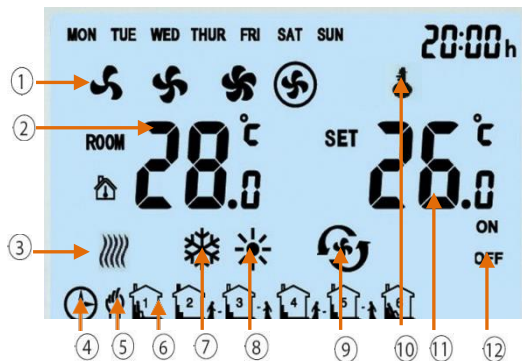 MON TUE WED THUR FRI SAT SUN 20:00h
①
② ROOM 28.0°C SET 26.0°C
ON
③ OFF
1 2 3 4 5 6
④ ⑤ ⑥ ⑦ ⑧ ⑨ ⑩ ⑪ ⑫